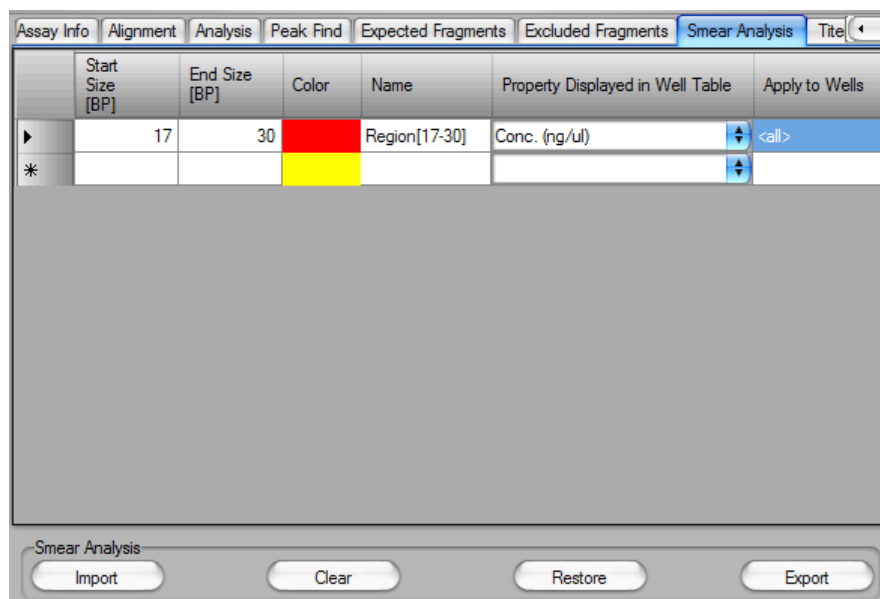 Assay Info Alignment Analysis Peak Find Expected Fragments Excluded Fragments Smear Analysis Tite
Start Size [BP] End Size [BP] Color Name Property Displayed in Well Table Apply to Wells
17 30 Region[17-30] Conc. (ng/ul) <all>
Smear Analysis
Import Clear Restore Export